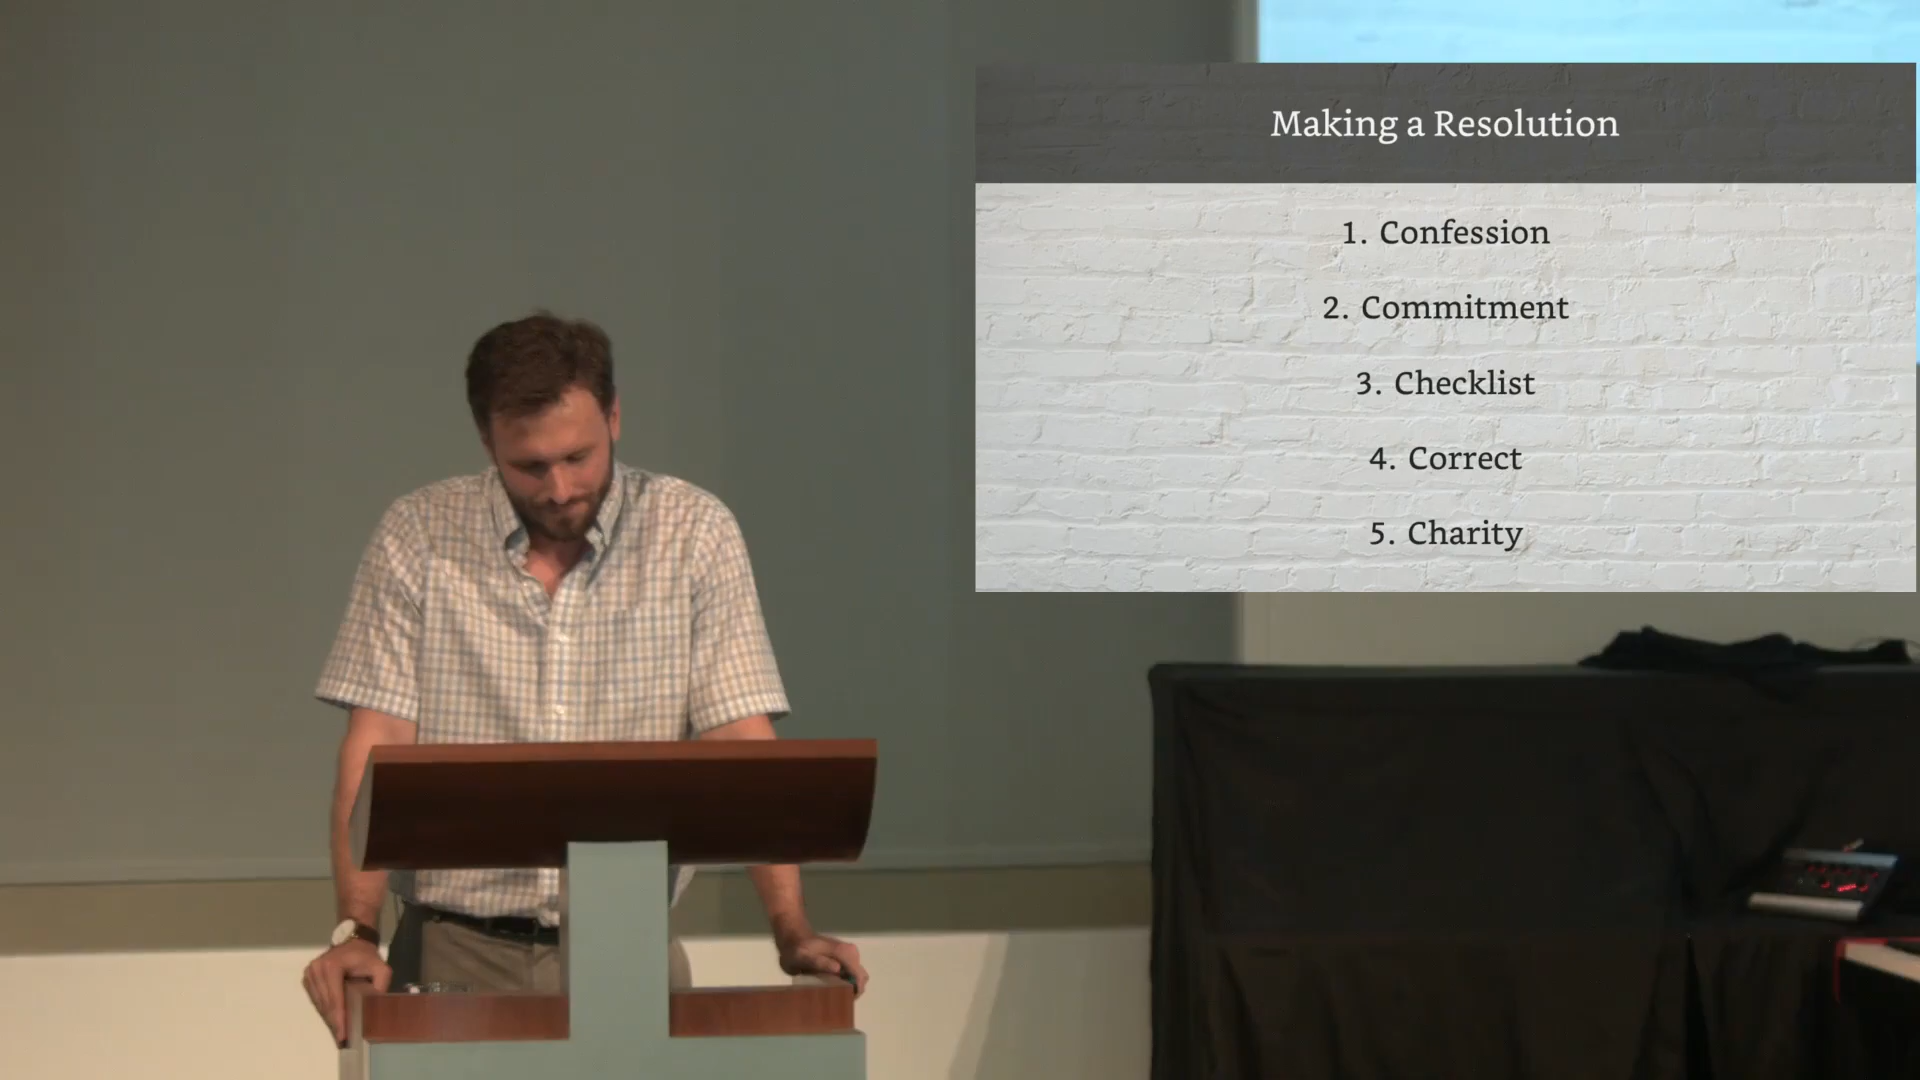 Making a Resolution
1. Confession
2. Commitment
3. Checklist
4. Correct
5. Charity